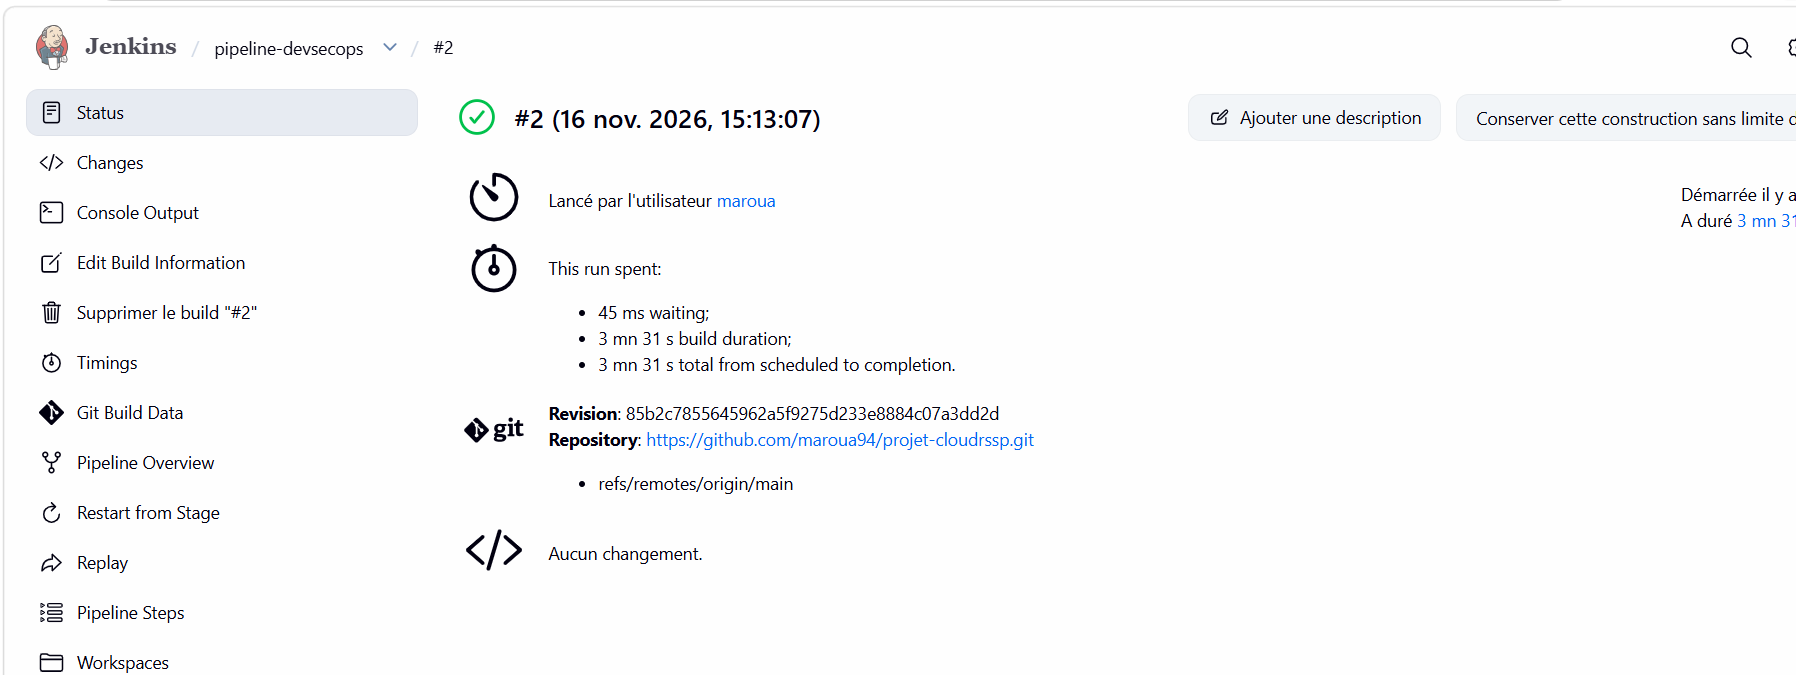 Jenkins / pipeline-devsecops / #2
Status
Changes
Console Output
Edit Build Information
Supprimer le build "#2"
Timings
Git Build Data
Pipeline Overview
Restart from Stage
Replay
Pipeline Steps
Workspaces
#2 (16 nov. 2026, 15:13:07)
Ajouter une description
Conserver cette construction sans limite
Démarrée il y a
A duré 3 mn 31
Lancé par l'utilisateur maroua
This run spent:
45 ms waiting;
3 mn 31 s build duration;
3 mn 31 s total from scheduled to completion.
git
Revision: 85b2c7855645962a5f9275d233e8884c07a3dd2d
Repository: https://github.com/maroua94/projet-cloudrssp.git
refs/remotes/origin/main
Aucun changement.